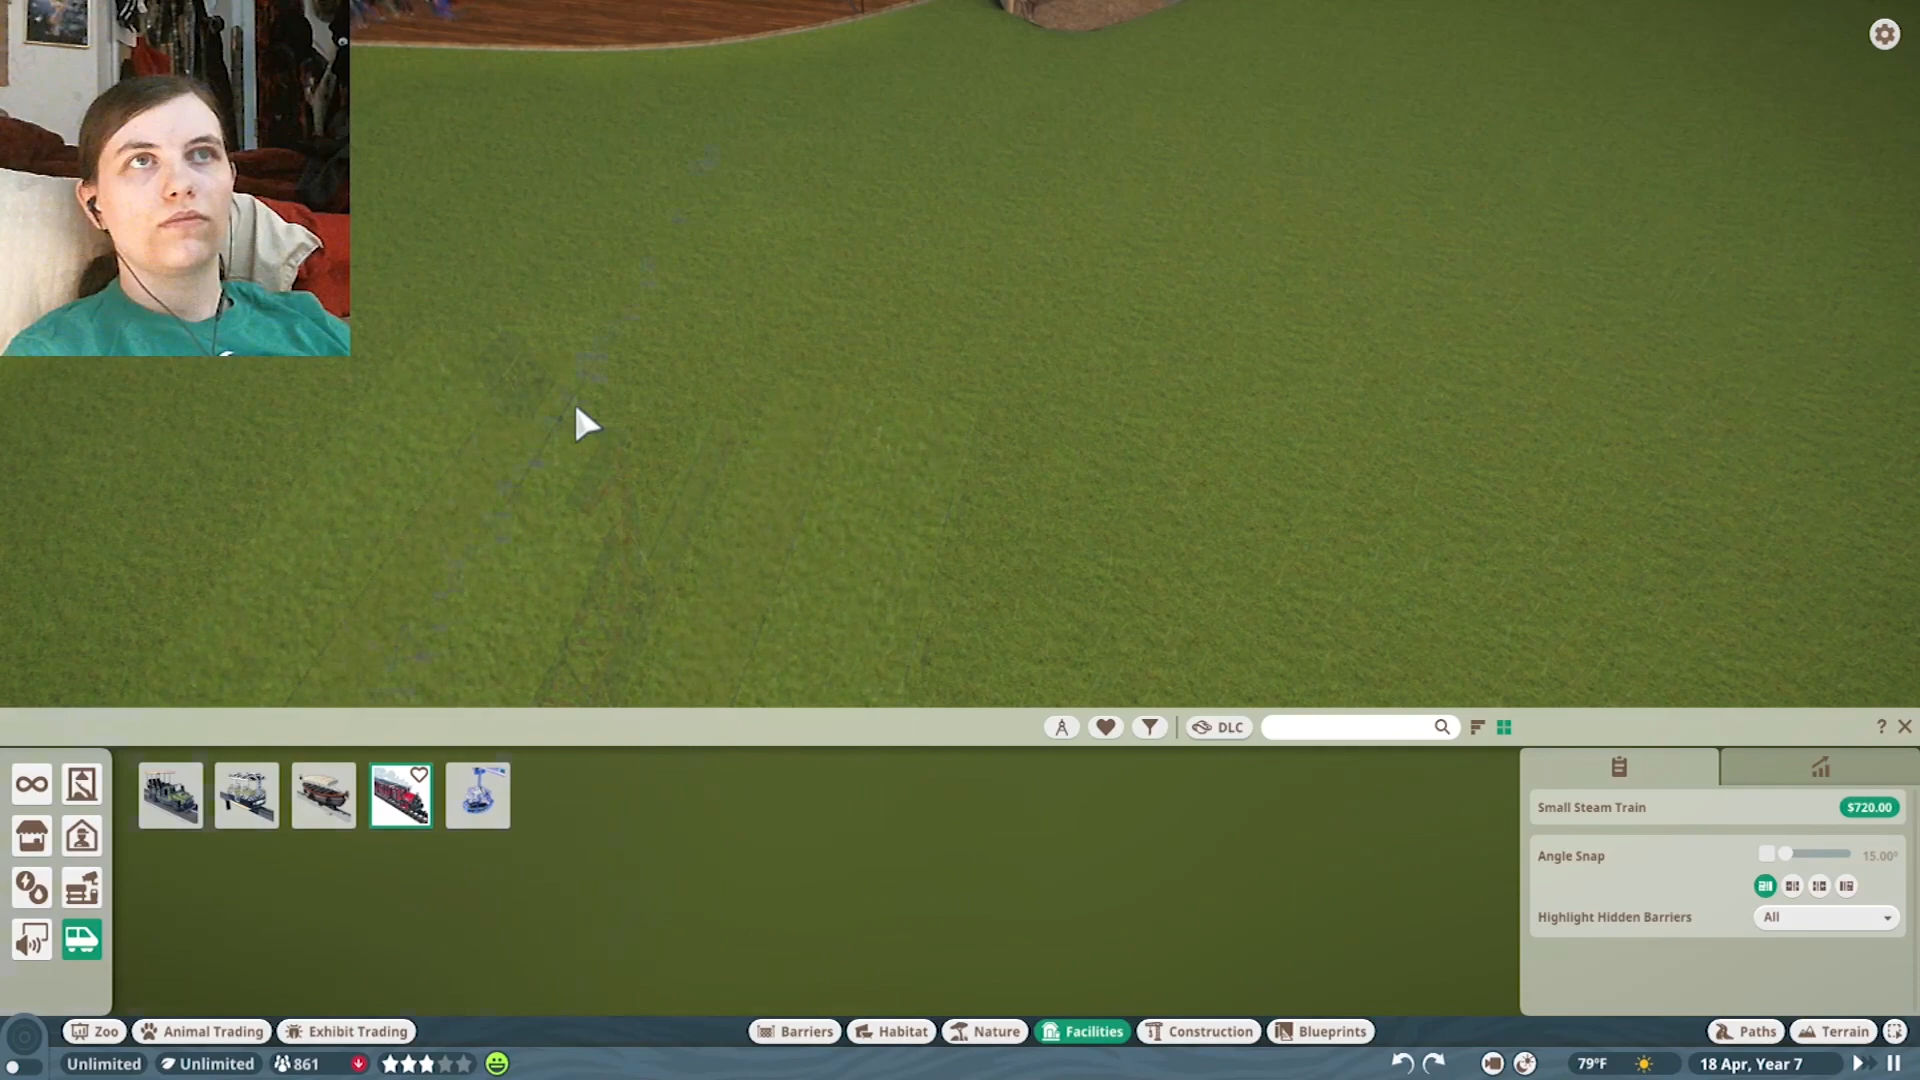 DLC
?
Small Steam Train $720.00
Angle Snap 15.00°
Highlight Hidden Barriers All
Zoo Animal Trading Exhibit Trading Barriers Habitat Nature Facilities Construction Blueprints Paths Terrain
Unlimited Unlimited 861 79°F 18 Apr, Year 7